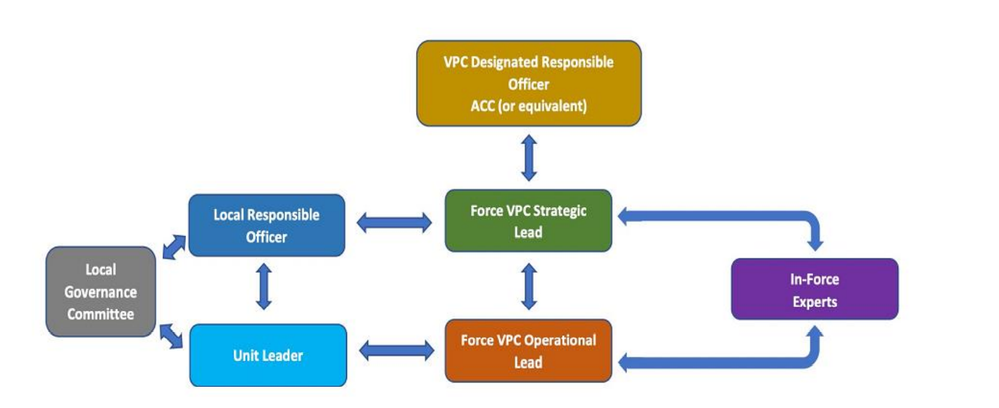 VPC Designated Responsible
Officer
ACC (or equivalent)
Local Responsible
Officer
Force VPC Strategic
Lead
Local
Governance
Committee
In-Force
Experts
Unit Leader
Force VPC Operational
Lead